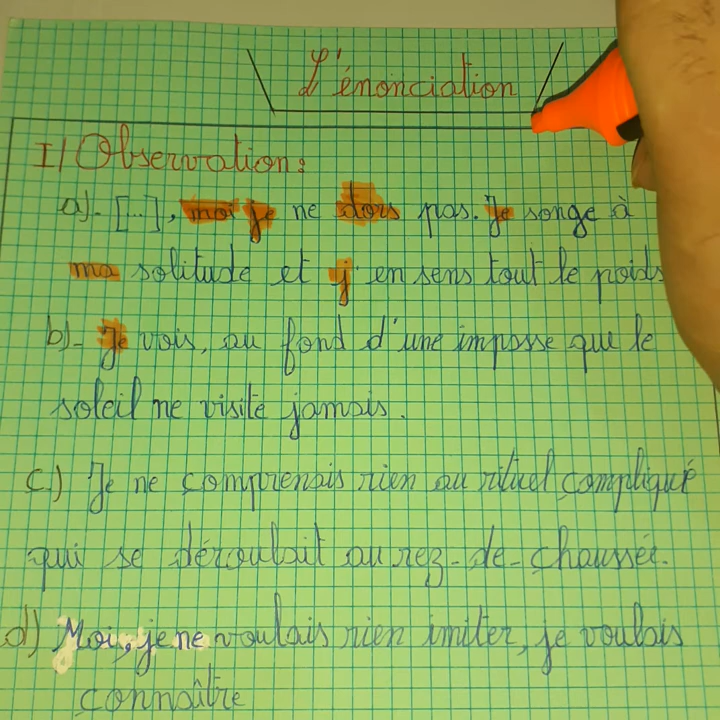 L'énonciation
I/ Observation:
a)- [...], moi je ne dors pas. Je songe à
ma solitude et j'en sens tout le poids
b)- Je vois, au fond d'une impasse que le
soleil ne visite jamais.
c.) Je ne comprenais rien au rituel compliqué
qui se déroulait au rez-de-chaussée.
d) Moi, je ne voulais rien imiter, je voulais
connaître